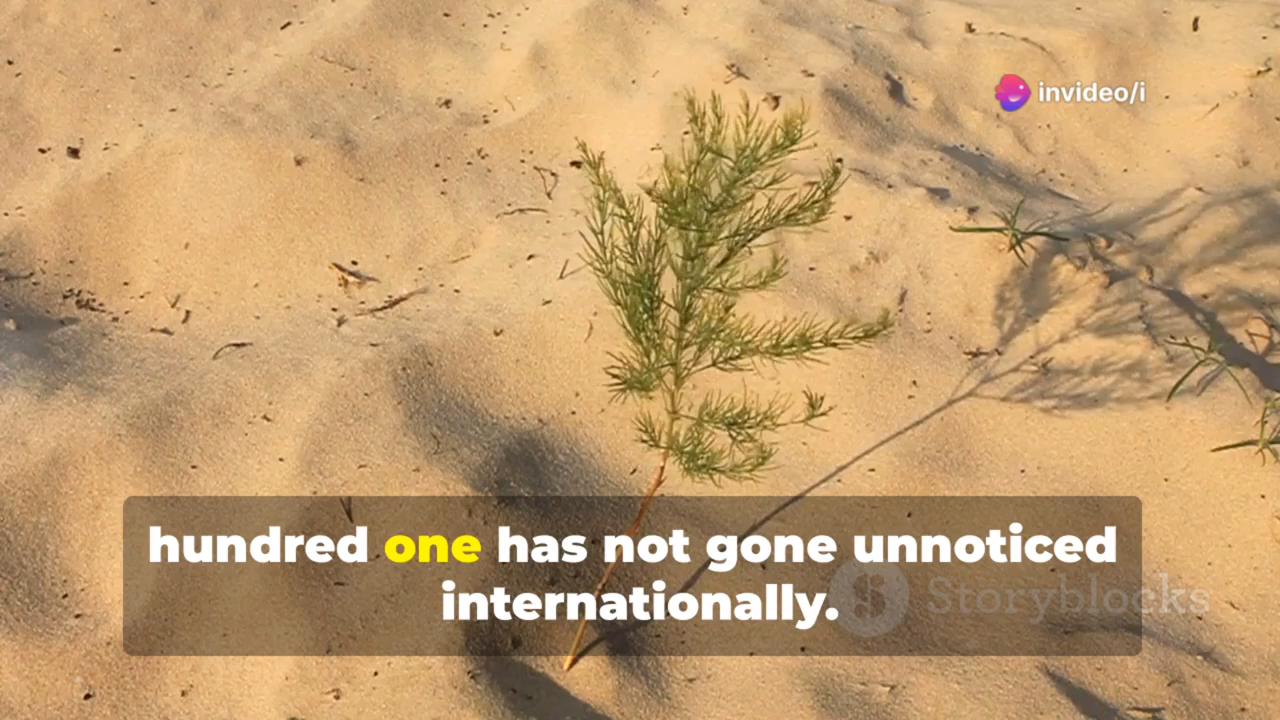 invideo/i
hundred one has not gone unnoticed
internationally.
Storyblocks